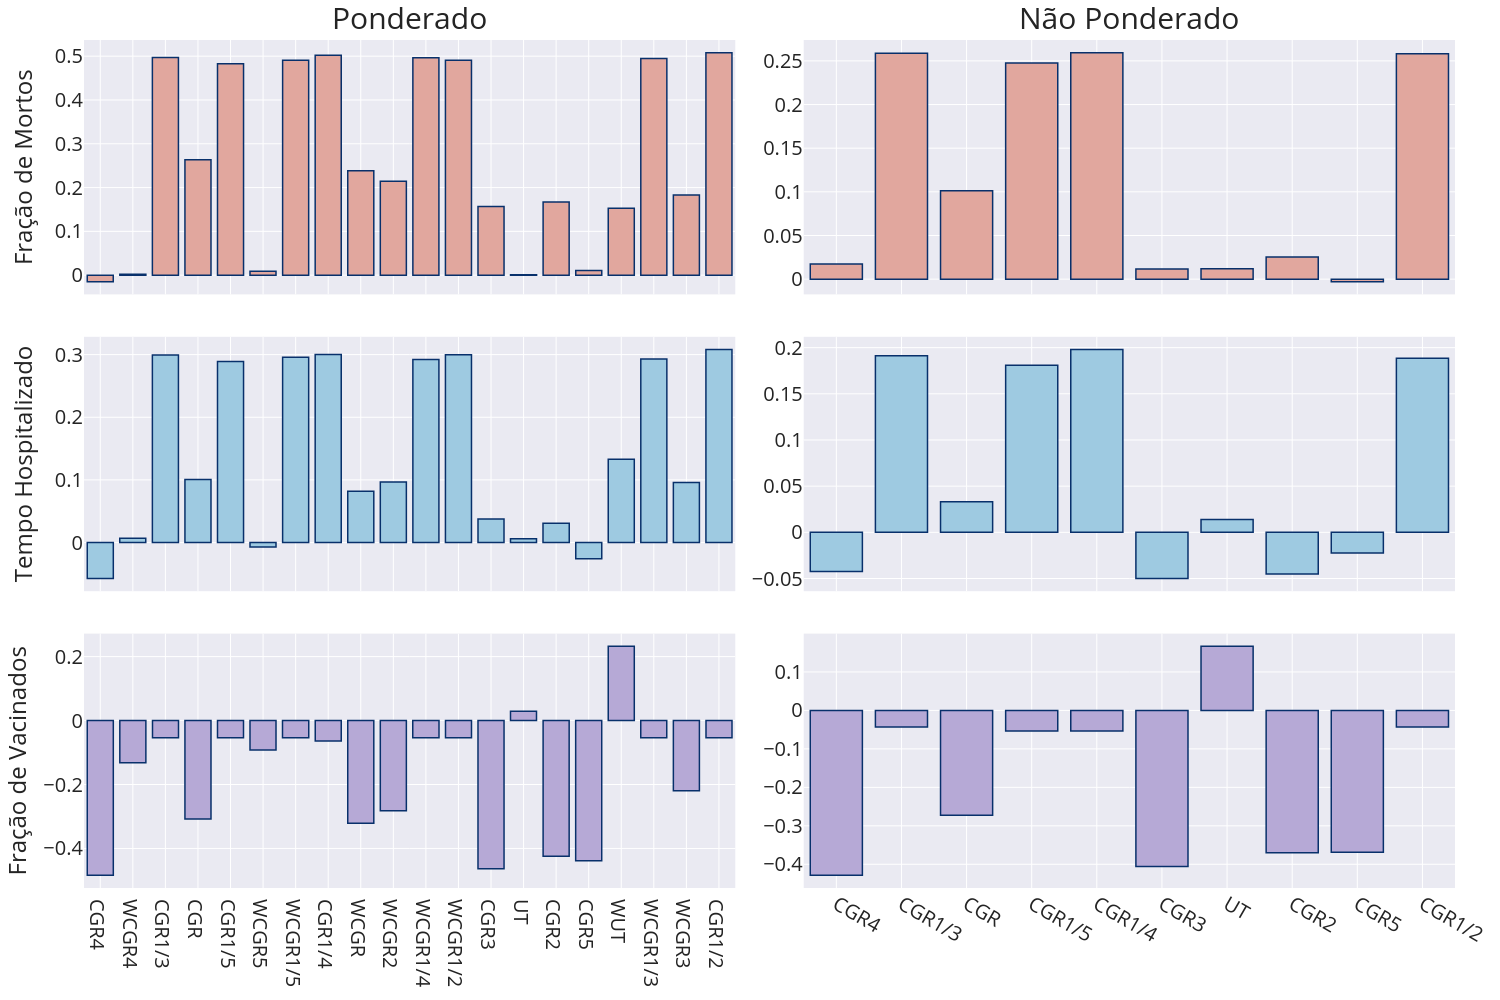 Ponderado
Não Ponderado
Fração de Mortos
0.5
0.4
0.3
0.2
0.1
0
0.25
0.2
0.15
0.1
0.05
0
Tempo Hospitalizado
0.3
0.2
0.1
0
0.2
0.15
0.1
0.05
0
−0.05
Fração de Vacinados
0.2
0
−0.2
−0.4
0.1
0
−0.1
−0.2
−0.3
−0.4
CGR4
WCGR4
CGR1/3
CGR
CGR1/5
WCGR5
WCGR1/5
CGR1/4
WCGR
WCGR2
WCGR1/4
WCGR1/2
CGR3
UT
CGR2
CGR5
WUT
WCGR1/3
WCGR3
CGR1/2
CGR4
CGR1/3
CGR
CGR1/5
CGR1/4
CGR3
UT
CGR2
CGR5
CGR1/2